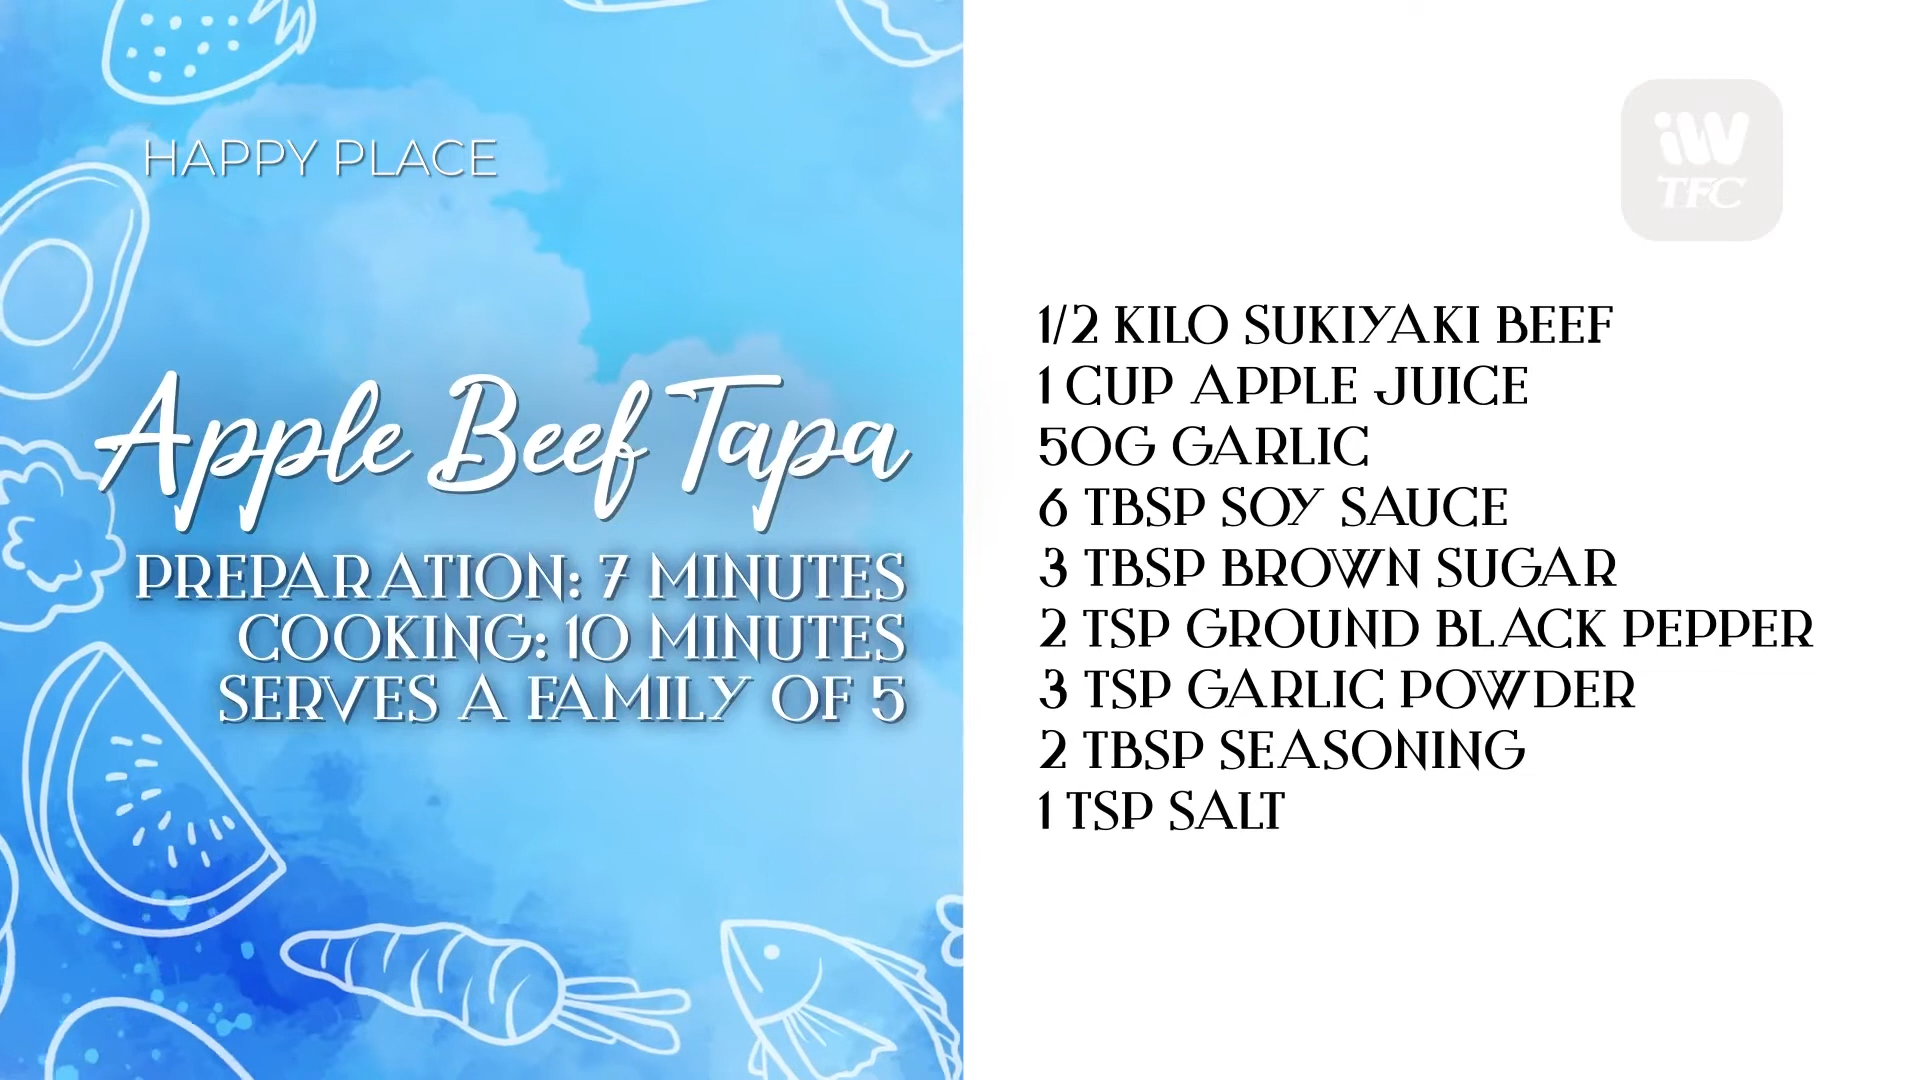 HAPPY PLACE
Apple Beef Tapa
PREPARATION: 7 MINUTES
COOKING: 10 MINUTES
SERVES A FAMILY OF 5
iW
TFC
1/2 KILO SUKIYAKI BEEF
1 CUP APPLE JUICE
50G GARLIC
6 TBSP SOY SAUCE
3 TBSP BROWN SUGAR
2 TSP GROUND BLACK PEPPER
3 TSP GARLIC POWDER
2 TBSP SEASONING
1 TSP SALT